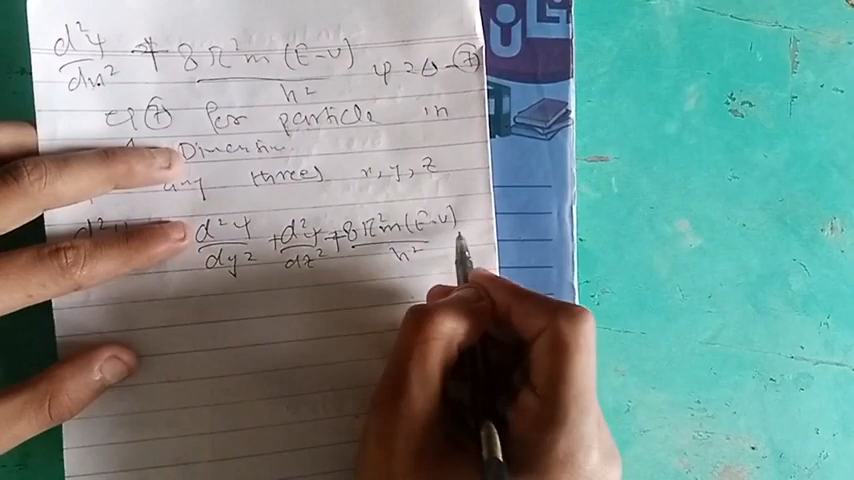 d²ψ/dx² + 8π²m(E-v)/h² ψ=0 -⑦
eq ⑦ for particle in
Dimension.
any three) x, y, z
d²ψ/dy² + d²ψ/dz² + 8π²m(E-v)/h²